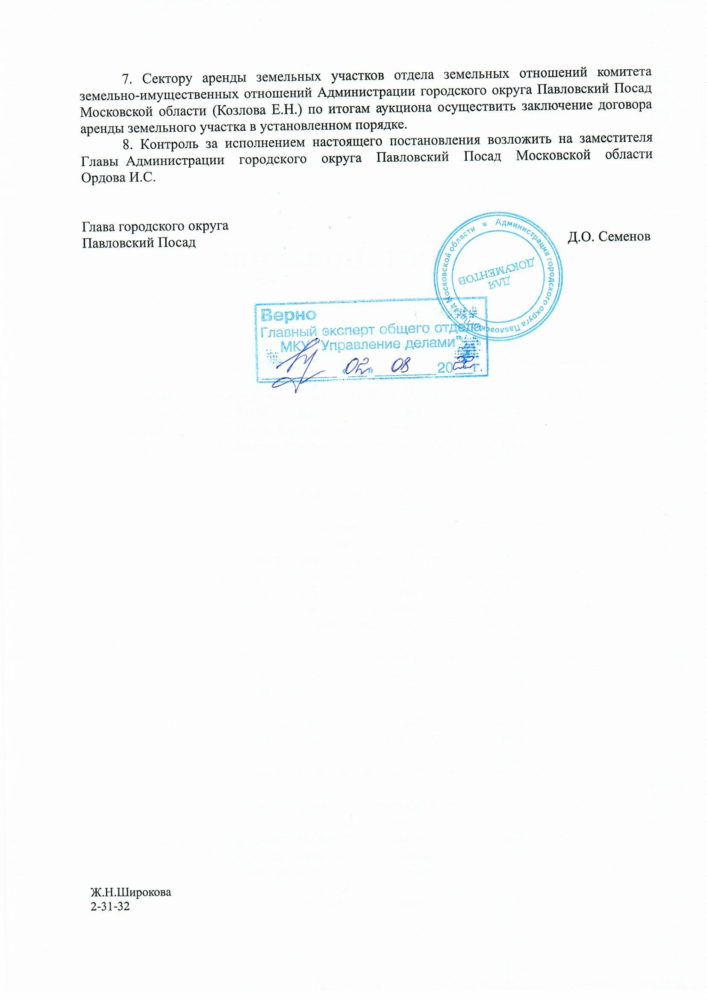 7. Сектору аренды земельных участков отдела земельных отношений комитета
земельно-имущественных отношений Администрации городского округа Павловский Посад
Московской области (Козлова Е.Н.) по итогам аукциона осуществить заключение договора
аренды земельного участка в установленном порядке.
8. Контроль за исполнением настоящего постановления возложить на заместителя
Главы Администрации городского округа Павловский Посад Московской области
Ордова И.С.
Глава городского округа
Павловский Посад
Д.О. Семенов
Администрация городского округа Павловский Посад Московской области *
ДЛЯ
ДОКУМЕНТОВ
Верно
Главный эксперт общего отдела
МКУ "Управление делами"
«02» 08 2022 г.
Ж.Н.Широкова
2-31-32